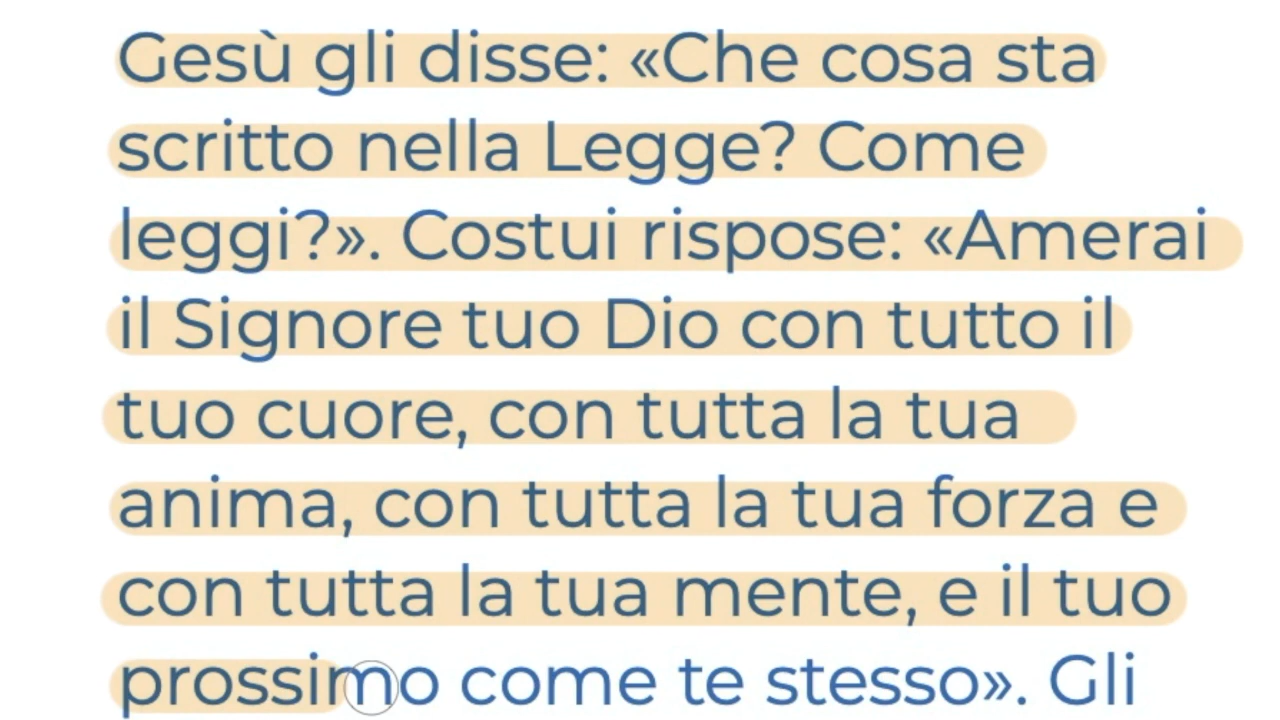 Gesù gli disse: «Che cosa sta
scritto nella Legge? Come
leggi?». Costui rispose: «Amerai
il Signore tuo Dio con tutto il
tuo cuore, con tutta la tua
anima, con tutta la tua forza e
con tutta la tua mente, e il tuo
prossimo come te stesso». Gli